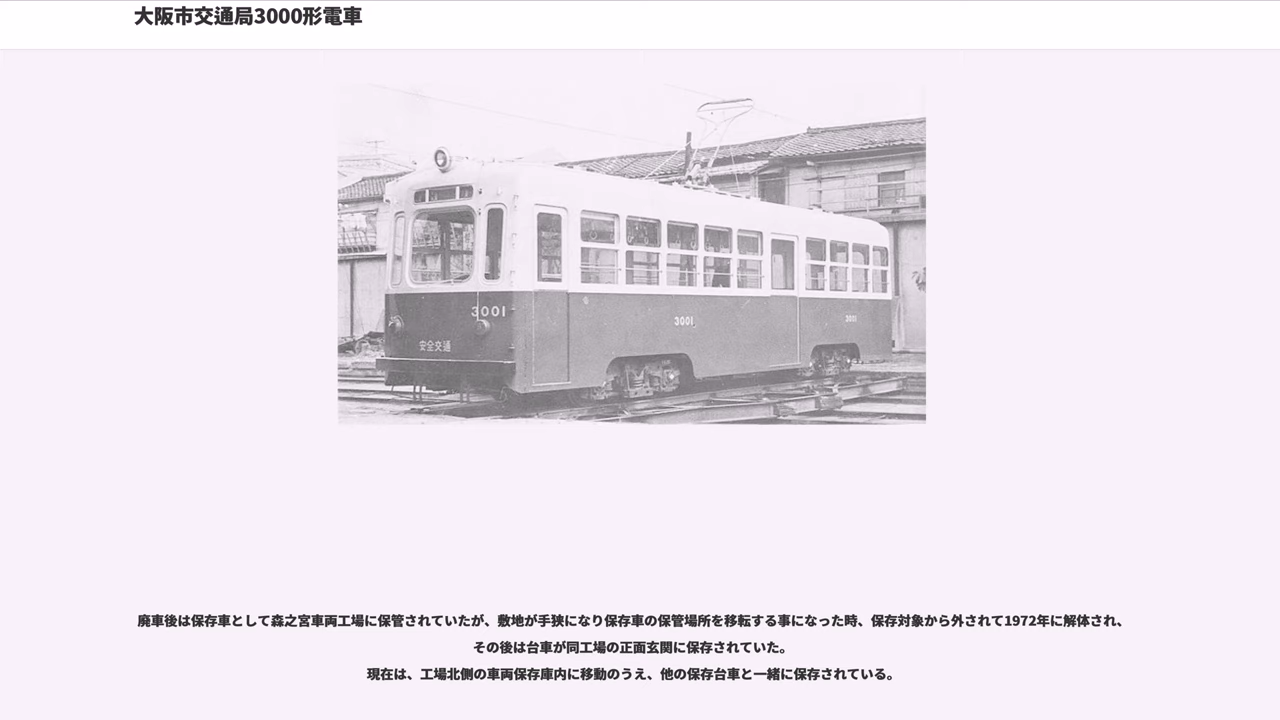 大阪市交通局3000形電車
3001
3001
3001
安全交通
廃車後は保存車として森之宮車両工場に保管されていたが、敷地が手狭になり保存車の保管場所を移転する事になった時、保存対象から外されて1972年に解体され、
その後は台車が同工場の正面玄関に保存されていた。
現在は、工場北側の車両保存庫内に移動のうえ、他の保存台車と一緒に保存されている。